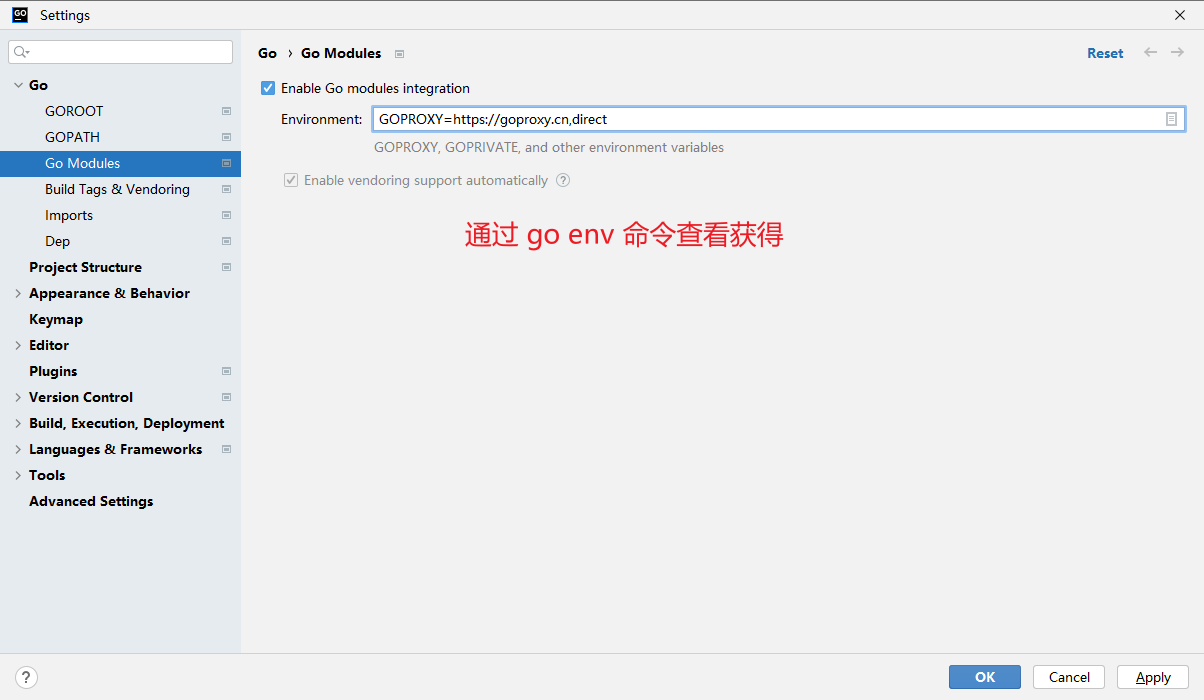 GO
Settings
Go › Go Modules
Reset
Go
GOROOT
GOPATH
Go Modules
Build Tags & Vendoring
Imports
Dep
Project Structure
Appearance & Behavior
Keymap
Editor
Plugins
Version Control
Build, Execution, Deployment
Languages & Frameworks
Tools
Advanced Settings
Enable Go modules integration
Environment: GOPROXY=https://goproxy.cn,direct
GOPROXY, GOPRIVATE, and other environment variables
Enable vendoring support automatically ?
通过 go env 命令查看获得
?
OK
Cancel
Apply